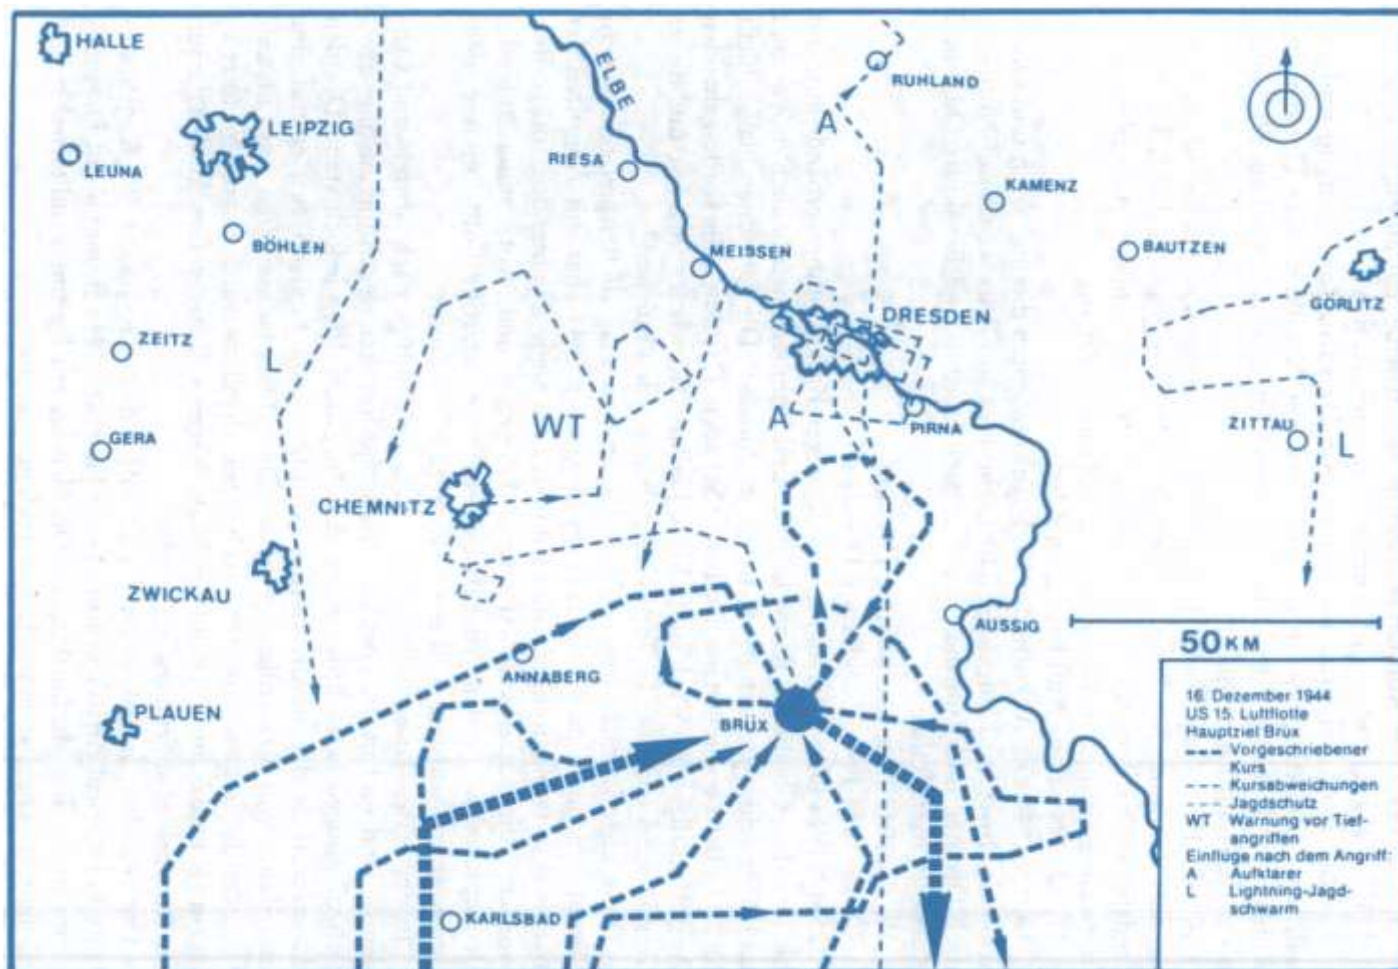 HALLE
ELBE
RUHLAND
A
LEIPZIG
RIESA
LEUNA
KAMENZ
BÖHLEN
MEISSEN
BAUTZEN
GÖRLITZ
DRESDEN
ZEITZ
L
A
PIRNA
WT
ZITTAU
L
GERA
CHEMNITZ
ZWICKAU
AUSSIG
50 KM
ANNABERG
PLAUEN
BRÜX
KARLSBAD
16. Dezember 1944
US 15. Luftflotte
Hauptziel Brüx
Vorgeschriebener
Kurs
Kursabweichungen
Jagdschutz
WT Warnung vor Tief-
angriffen
Einflüge nach dem Angriff:
A Aufklärer
L Lightning-Jagd-
schwarm